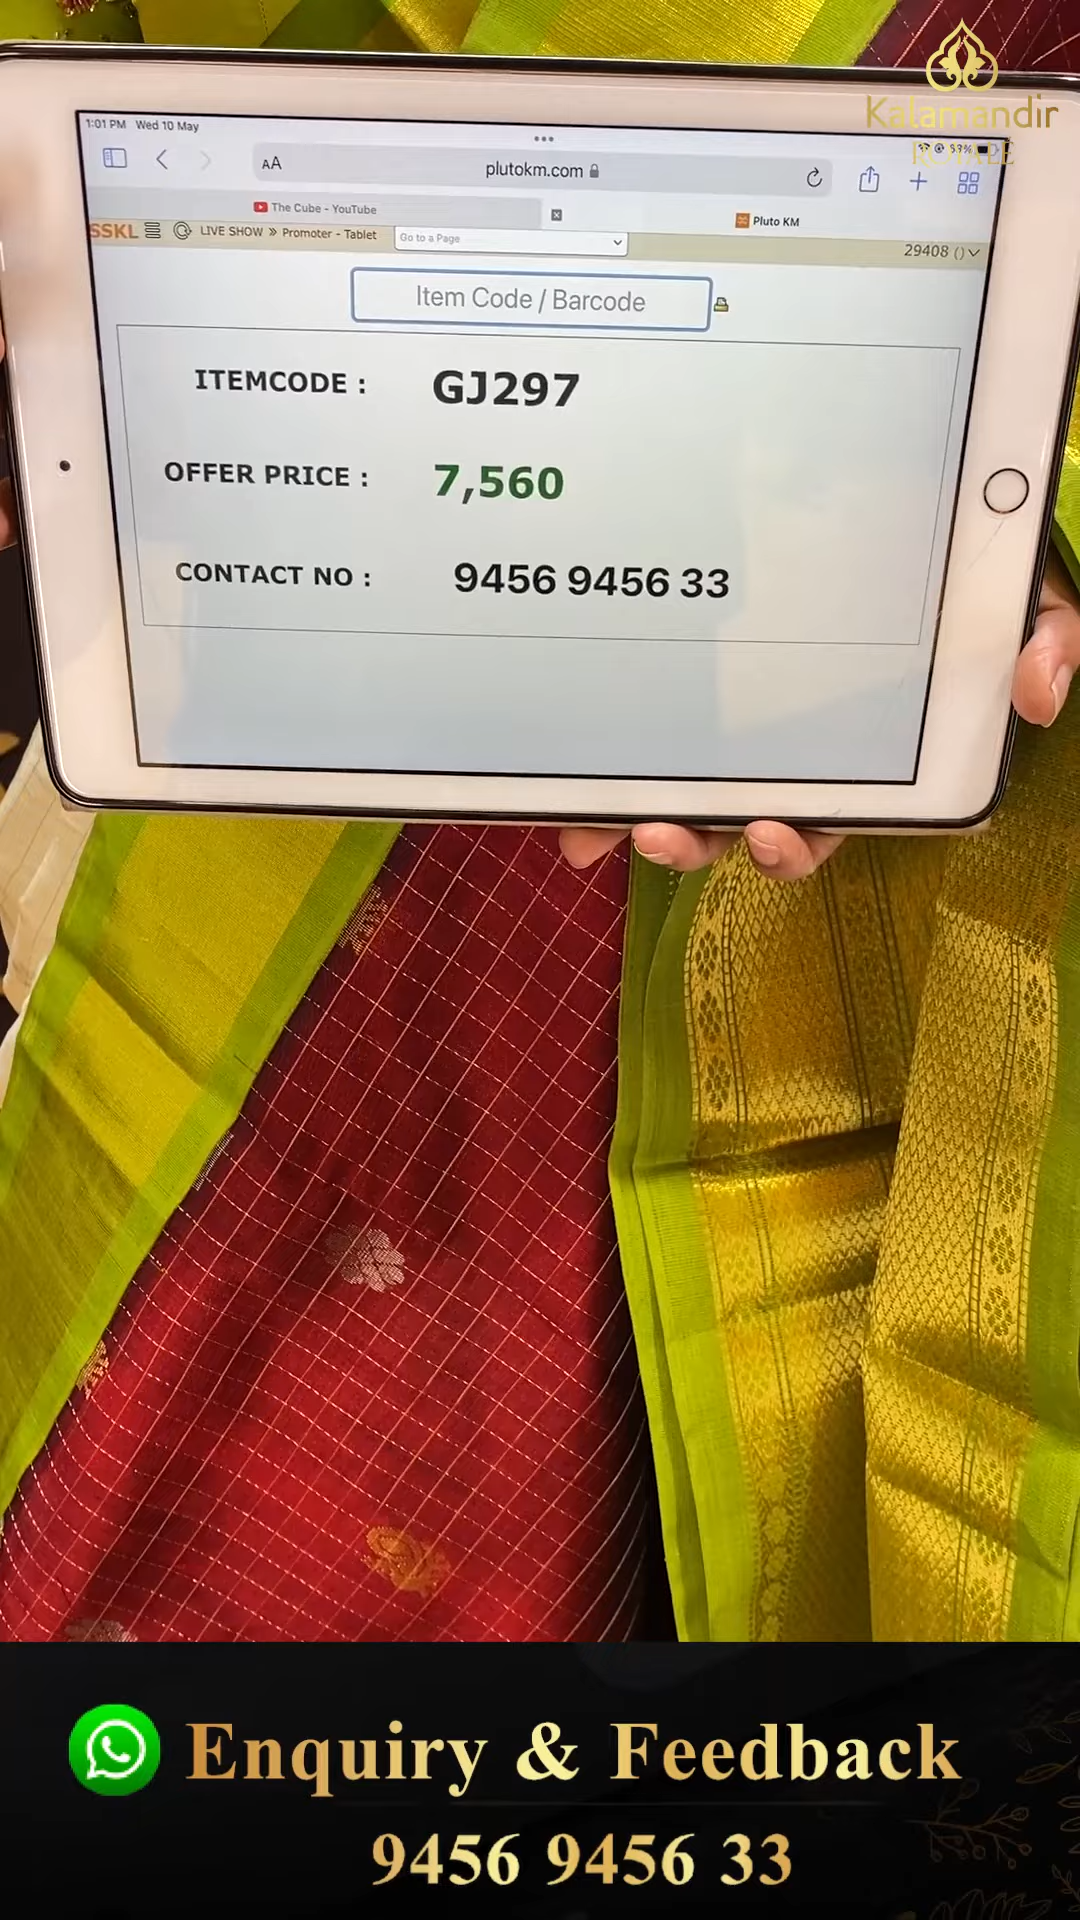 Kalamandir
ROYALE
1:01 PM Wed 10 May
63%
AA
plutokm.com
The Cube - YouTube
Pluto KM
SSKL
LIVE SHOW » Promoter - Tablet
Go to a Page
29408 ()
Item Code / Barcode
ITEMCODE : GJ297
OFFER PRICE : 7,560
CONTACT NO : 9456 9456 33
Enquiry & Feedback
9456 9456 33